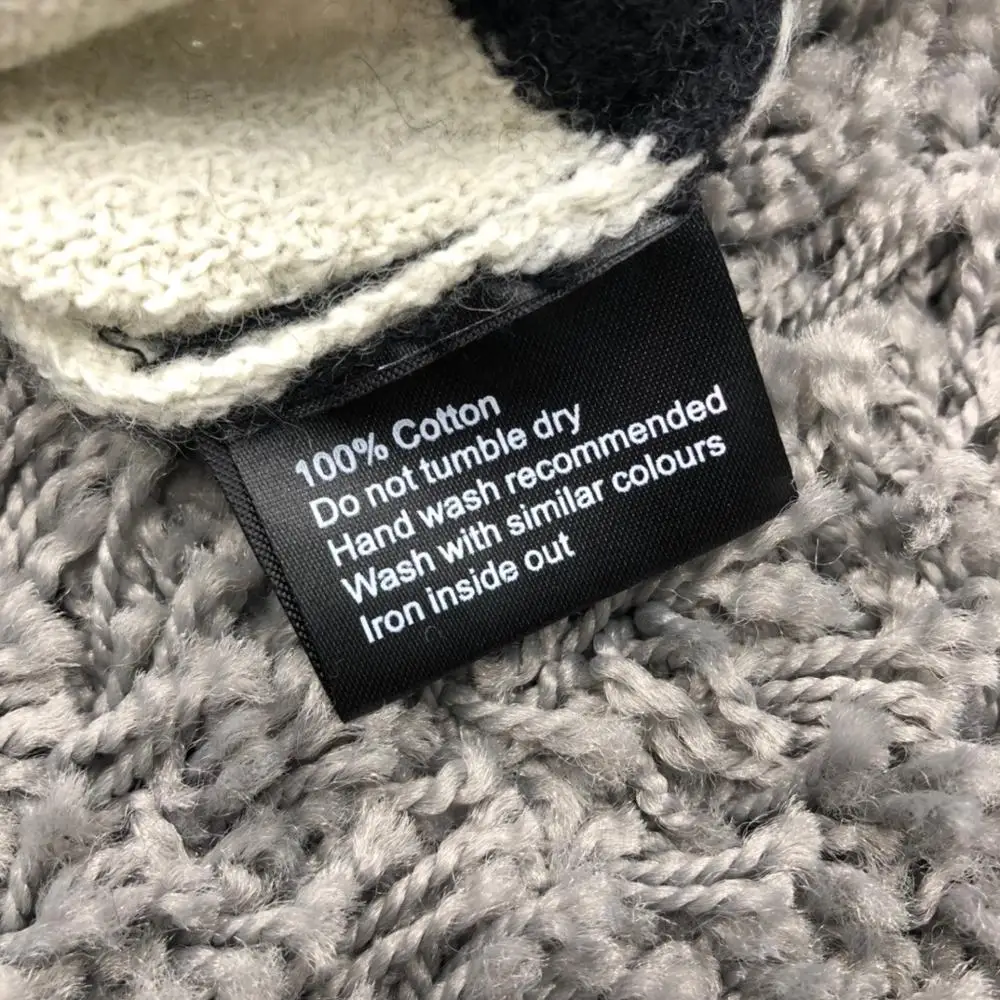 100% Cotton
Do not tumble dry
Hand wash recommended
Wash with similar colours
Iron inside out